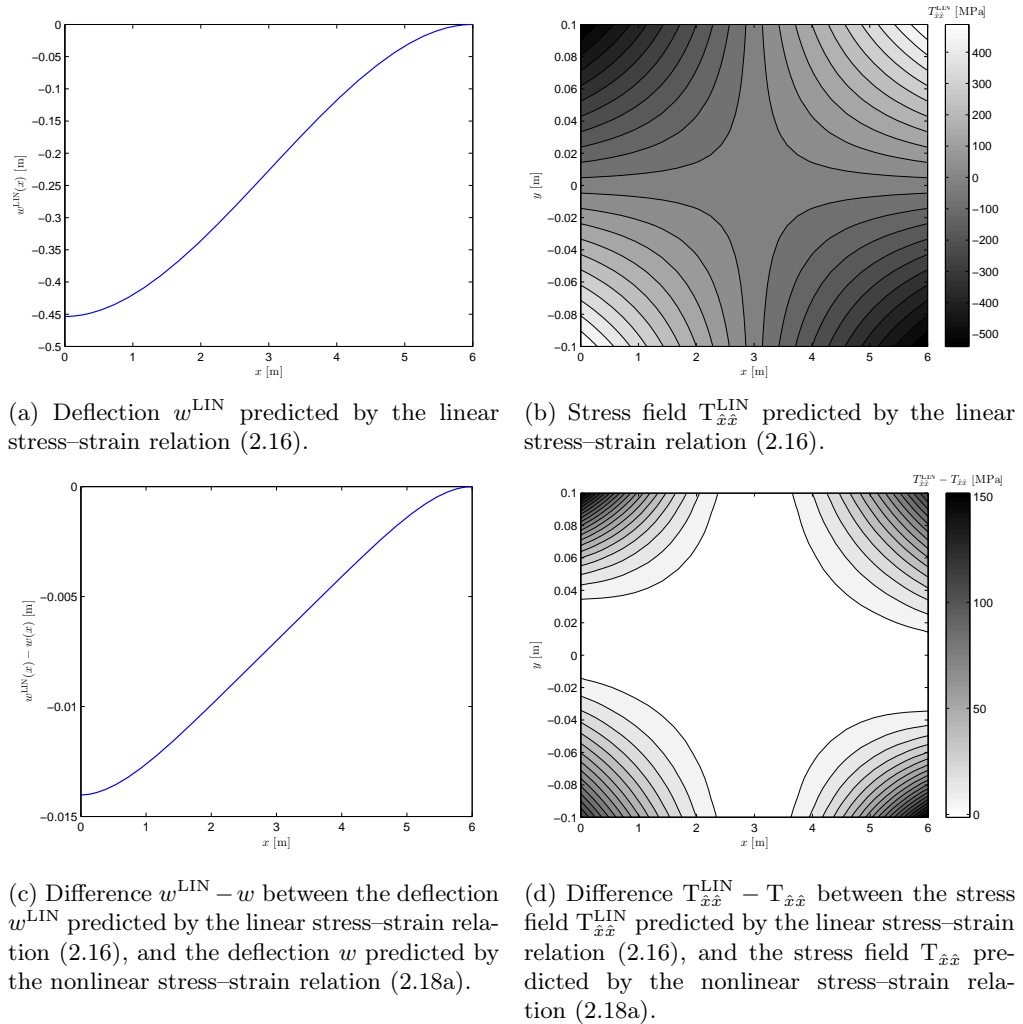 0
−0.05
−0.1
−0.15
−0.2
−0.25
−0.3
−0.35
−0.4
−0.45
−0.5
0 1 2 3 4 5 6
x [m]
w^LIN(x) [m]
T^LIN_x̂x̂ [MPa]
0.1
0.08
0.06
0.04
0.02
0
−0.02
−0.04
−0.06
−0.08
−0.1
0 1 2 3 4 5 6
x [m]
y [m]
400
300
200
100
0
−100
−200
−300
−400
−500
(a) Deflection w^LIN predicted by the linear
stress–strain relation (2.16).
(b) Stress field T^LIN_x̂x̂ predicted by the linear
stress–strain relation (2.16).
0
−0.005
−0.01
−0.015
0 1 2 3 4 5 6
x [m]
w^LIN(x) − w(x) [m]
T^LIN_x̂x̂ − T_x̂x̂ [MPa]
0.1
0.08
0.06
0.04
0.02
0
−0.02
−0.04
−0.06
−0.08
−0.1
0 1 2 3 4 5 6
x [m]
y [m]
150
100
50
0
(c) Difference w^LIN − w between the deflection
w^LIN predicted by the linear stress–strain rela-
tion (2.16), and the deflection w predicted by
the nonlinear stress–strain relation (2.18a).
(d) Difference T^LIN_x̂x̂ − T_x̂x̂ between the stress
field T^LIN_x̂x̂ predicted by the linear stress–strain
relation (2.16), and the stress field T_x̂x̂ pre-
dicted by the nonlinear stress–strain rela-
tion (2.18a).